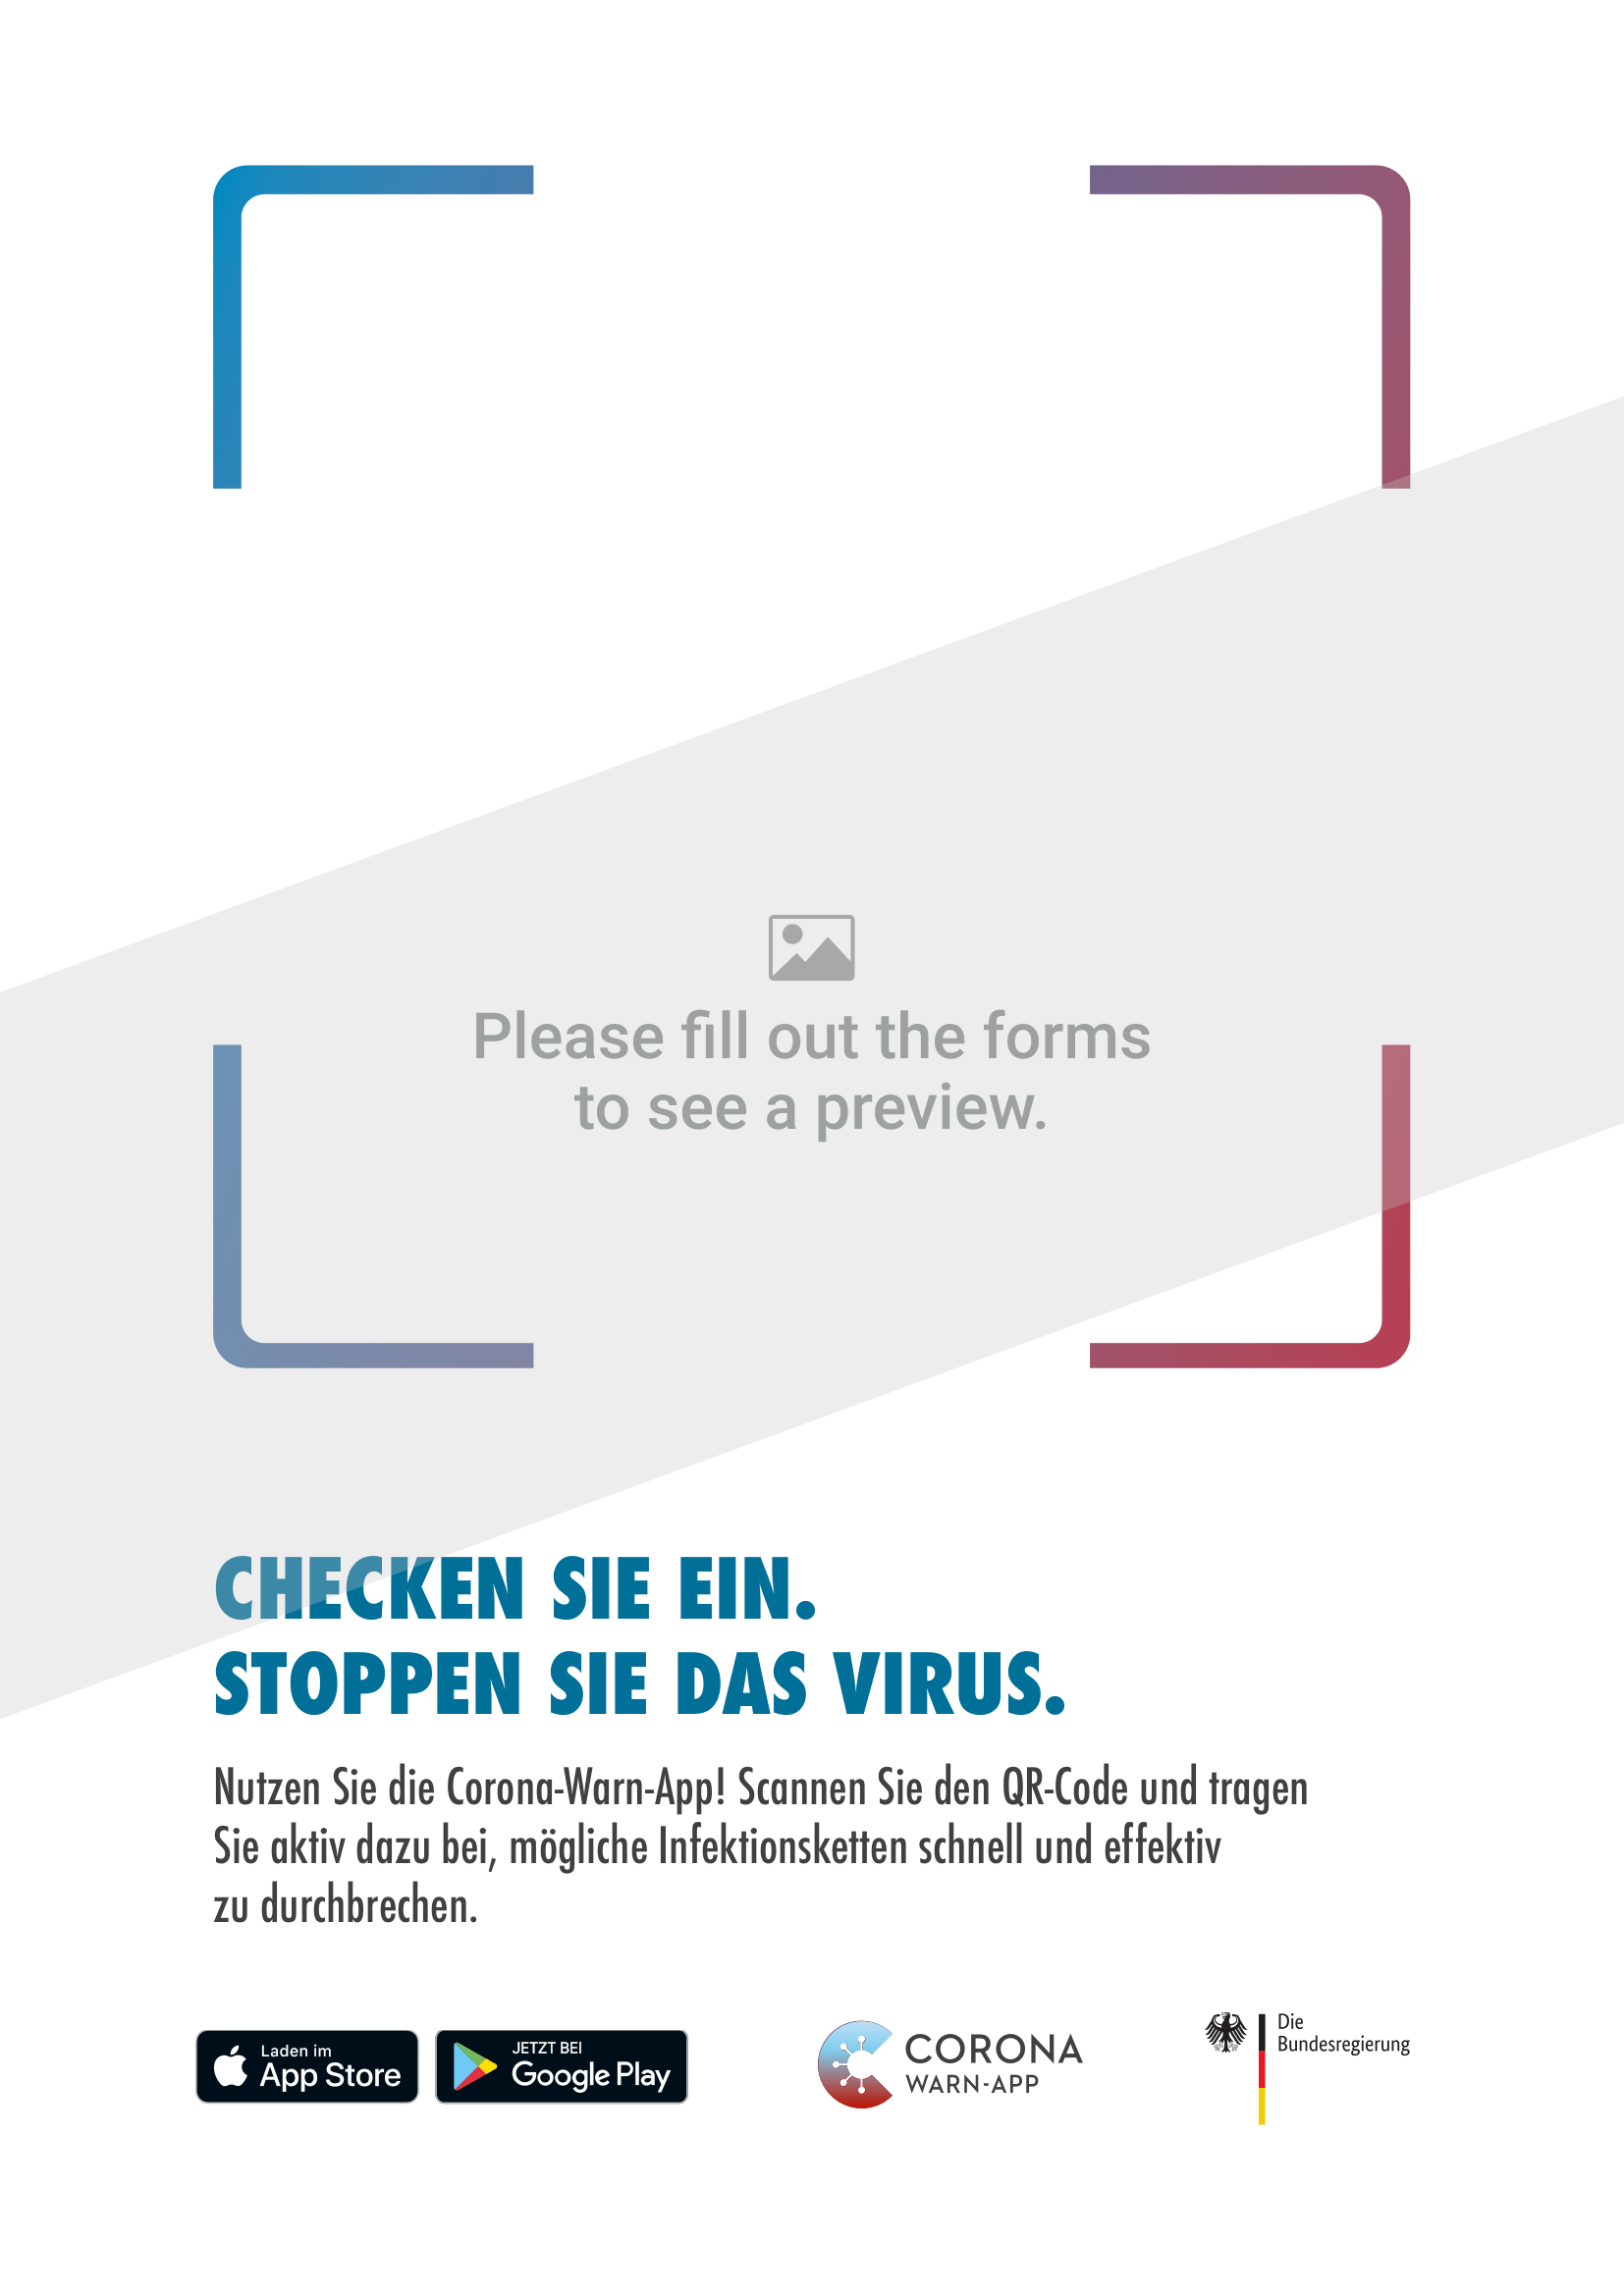 Please fill out the forms
to see a preview.
CHECKEN SIE EIN.
STOPPEN SIE DAS VIRUS.
Nutzen Sie die Corona-Warn-App! Scannen Sie den QR-Code und tragen
Sie aktiv dazu bei, mögliche Infektionsketten schnell und effektiv
zu durchbrechen.
Laden im
App Store
JETZT BEI
Google Play
CORONA
WARN-APP
Die
Bundesregierung